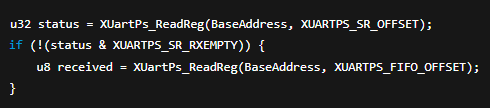 u32 status = XUartPs_ReadReg(BaseAddress, XUARTPS_SR_OFFSET);
if (!(status & XUARTPS_SR_RXEMPTY)) {
    u8 received = XUartPs_ReadReg(BaseAddress, XUARTPS_FIFO_OFFSET);
}